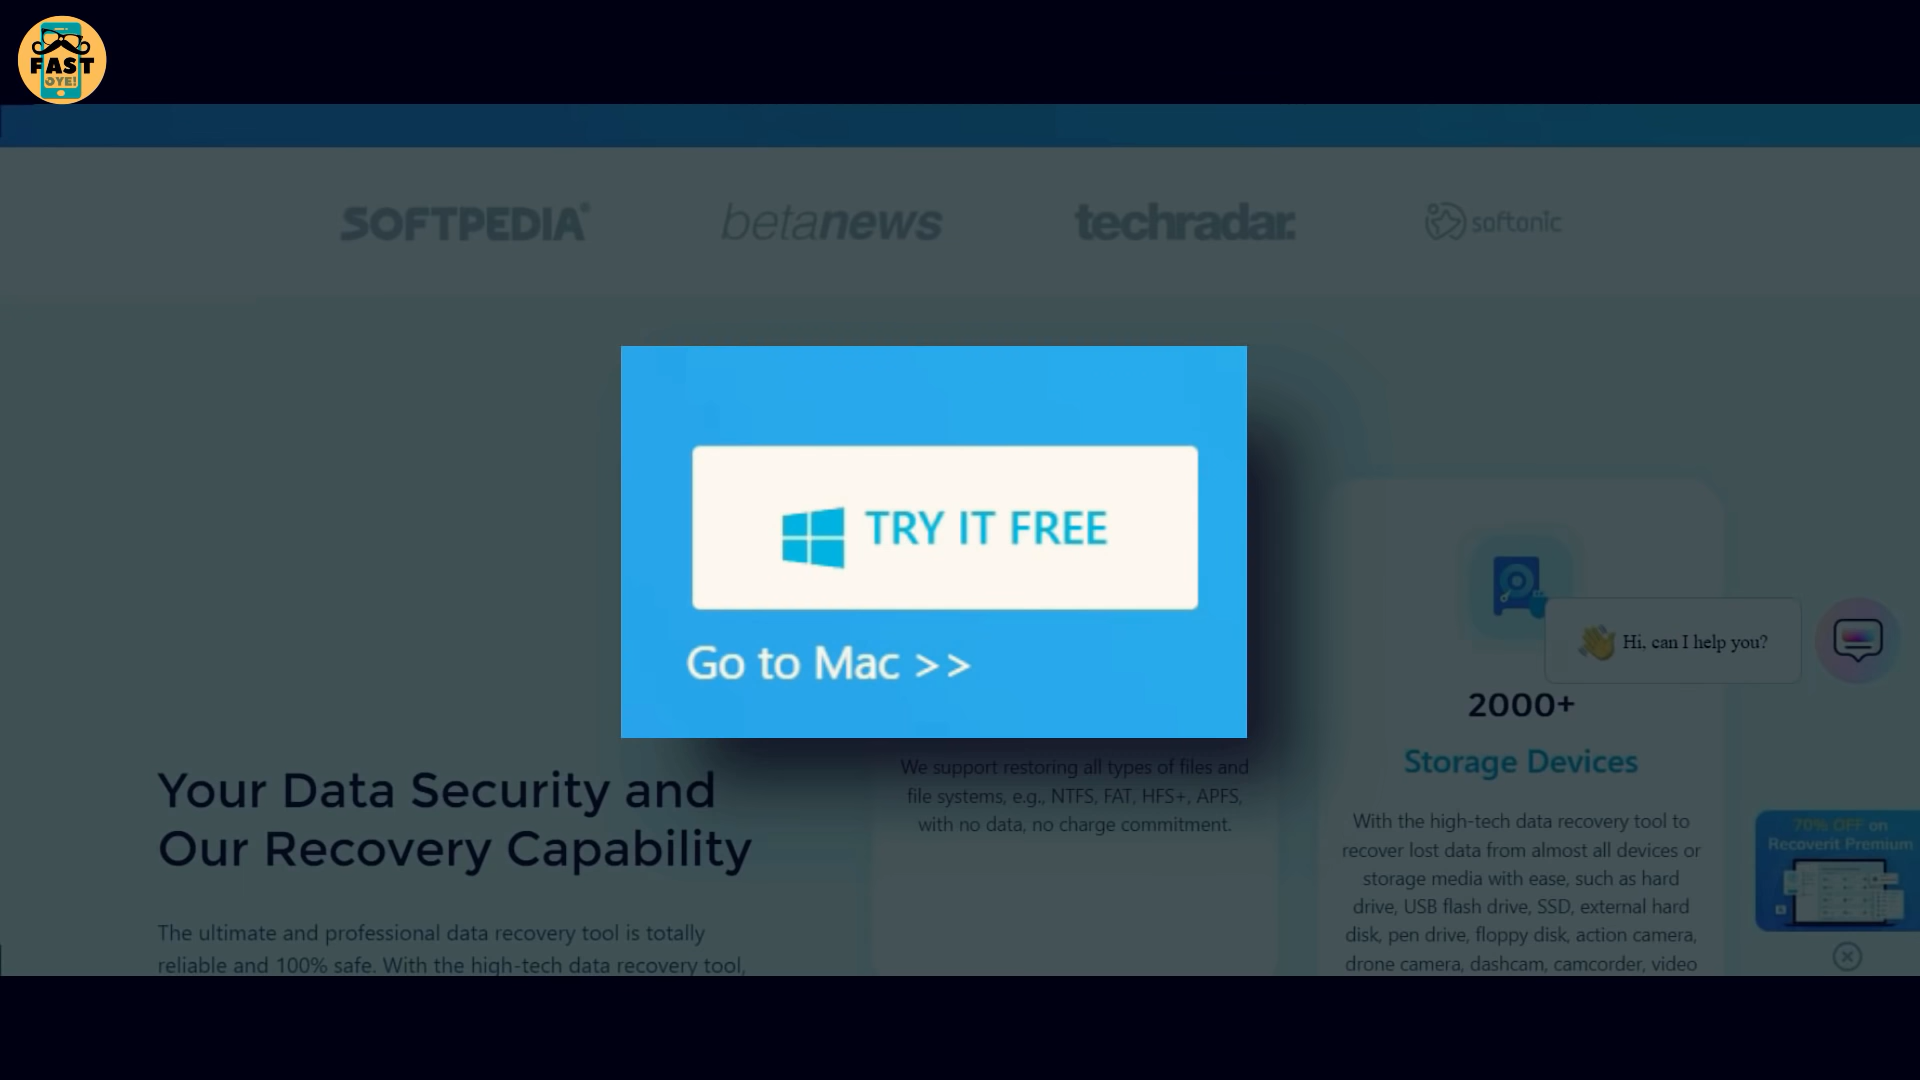 FAST
OYE!
SOFTPEDIA®
betanews
techradar.
softonic
TRY IT FREE
Go to Mac >>
Hi, can I help you?
2000+
Storage Devices
We support restoring all types of files and
file systems, e.g., NTFS, FAT, HFS+, APFS,
with no data, no charge commitment.
With the high-tech data recovery tool to
recover lost data from almost all devices or
storage media with ease, such as hard
drive, USB flash drive, SSD, external hard
disk, pen drive, floppy disk, action camera,
drone camera, dashcam, camcorder, video
Your Data Security and
Our Recovery Capability
The ultimate and professional data recovery tool is totally
reliable and 100% safe. With the high-tech data recovery tool,
70% OFF on
Recoverit Premium